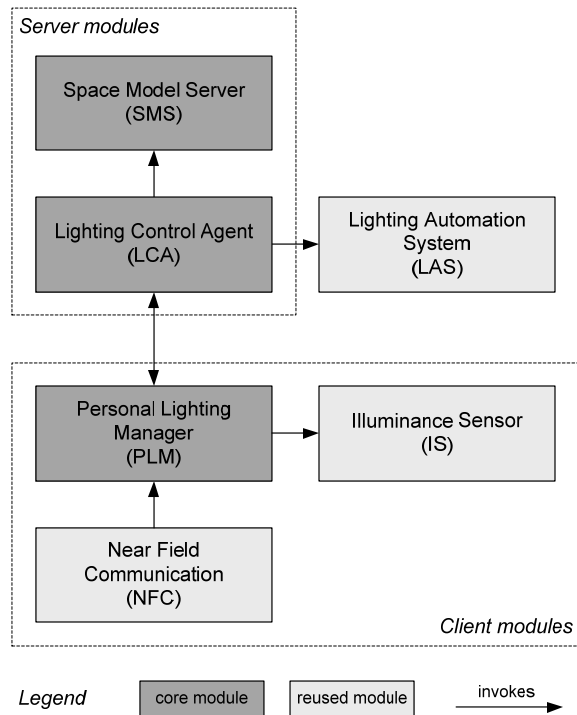 Server modules
Space Model Server
(SMS)
Lighting Control Agent
(LCA)
Lighting Automation
System
(LAS)
Personal Lighting
Manager
(PLM)
Illuminance Sensor
(IS)
Near Field
Communication
(NFC)
Client modules
Legend
core module
reused module
invokes